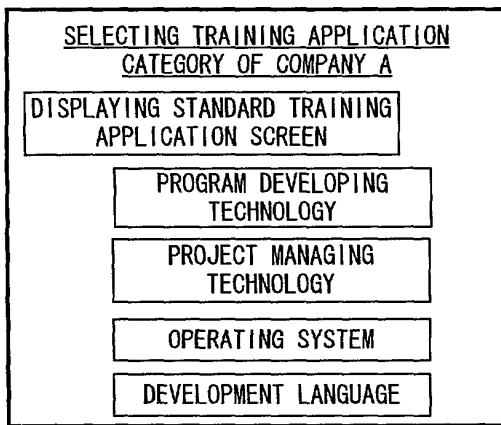 SELECTING TRAINING APPLICATION
CATEGORY OF COMPANY A
DISPLAYING STANDARD TRAINING
APPLICATION SCREEN
PROGRAM DEVELOPING
TECHNOLOGY
PROJECT MANAGING
TECHNOLOGY
OPERATING SYSTEM
DEVELOPMENT LANGUAGE